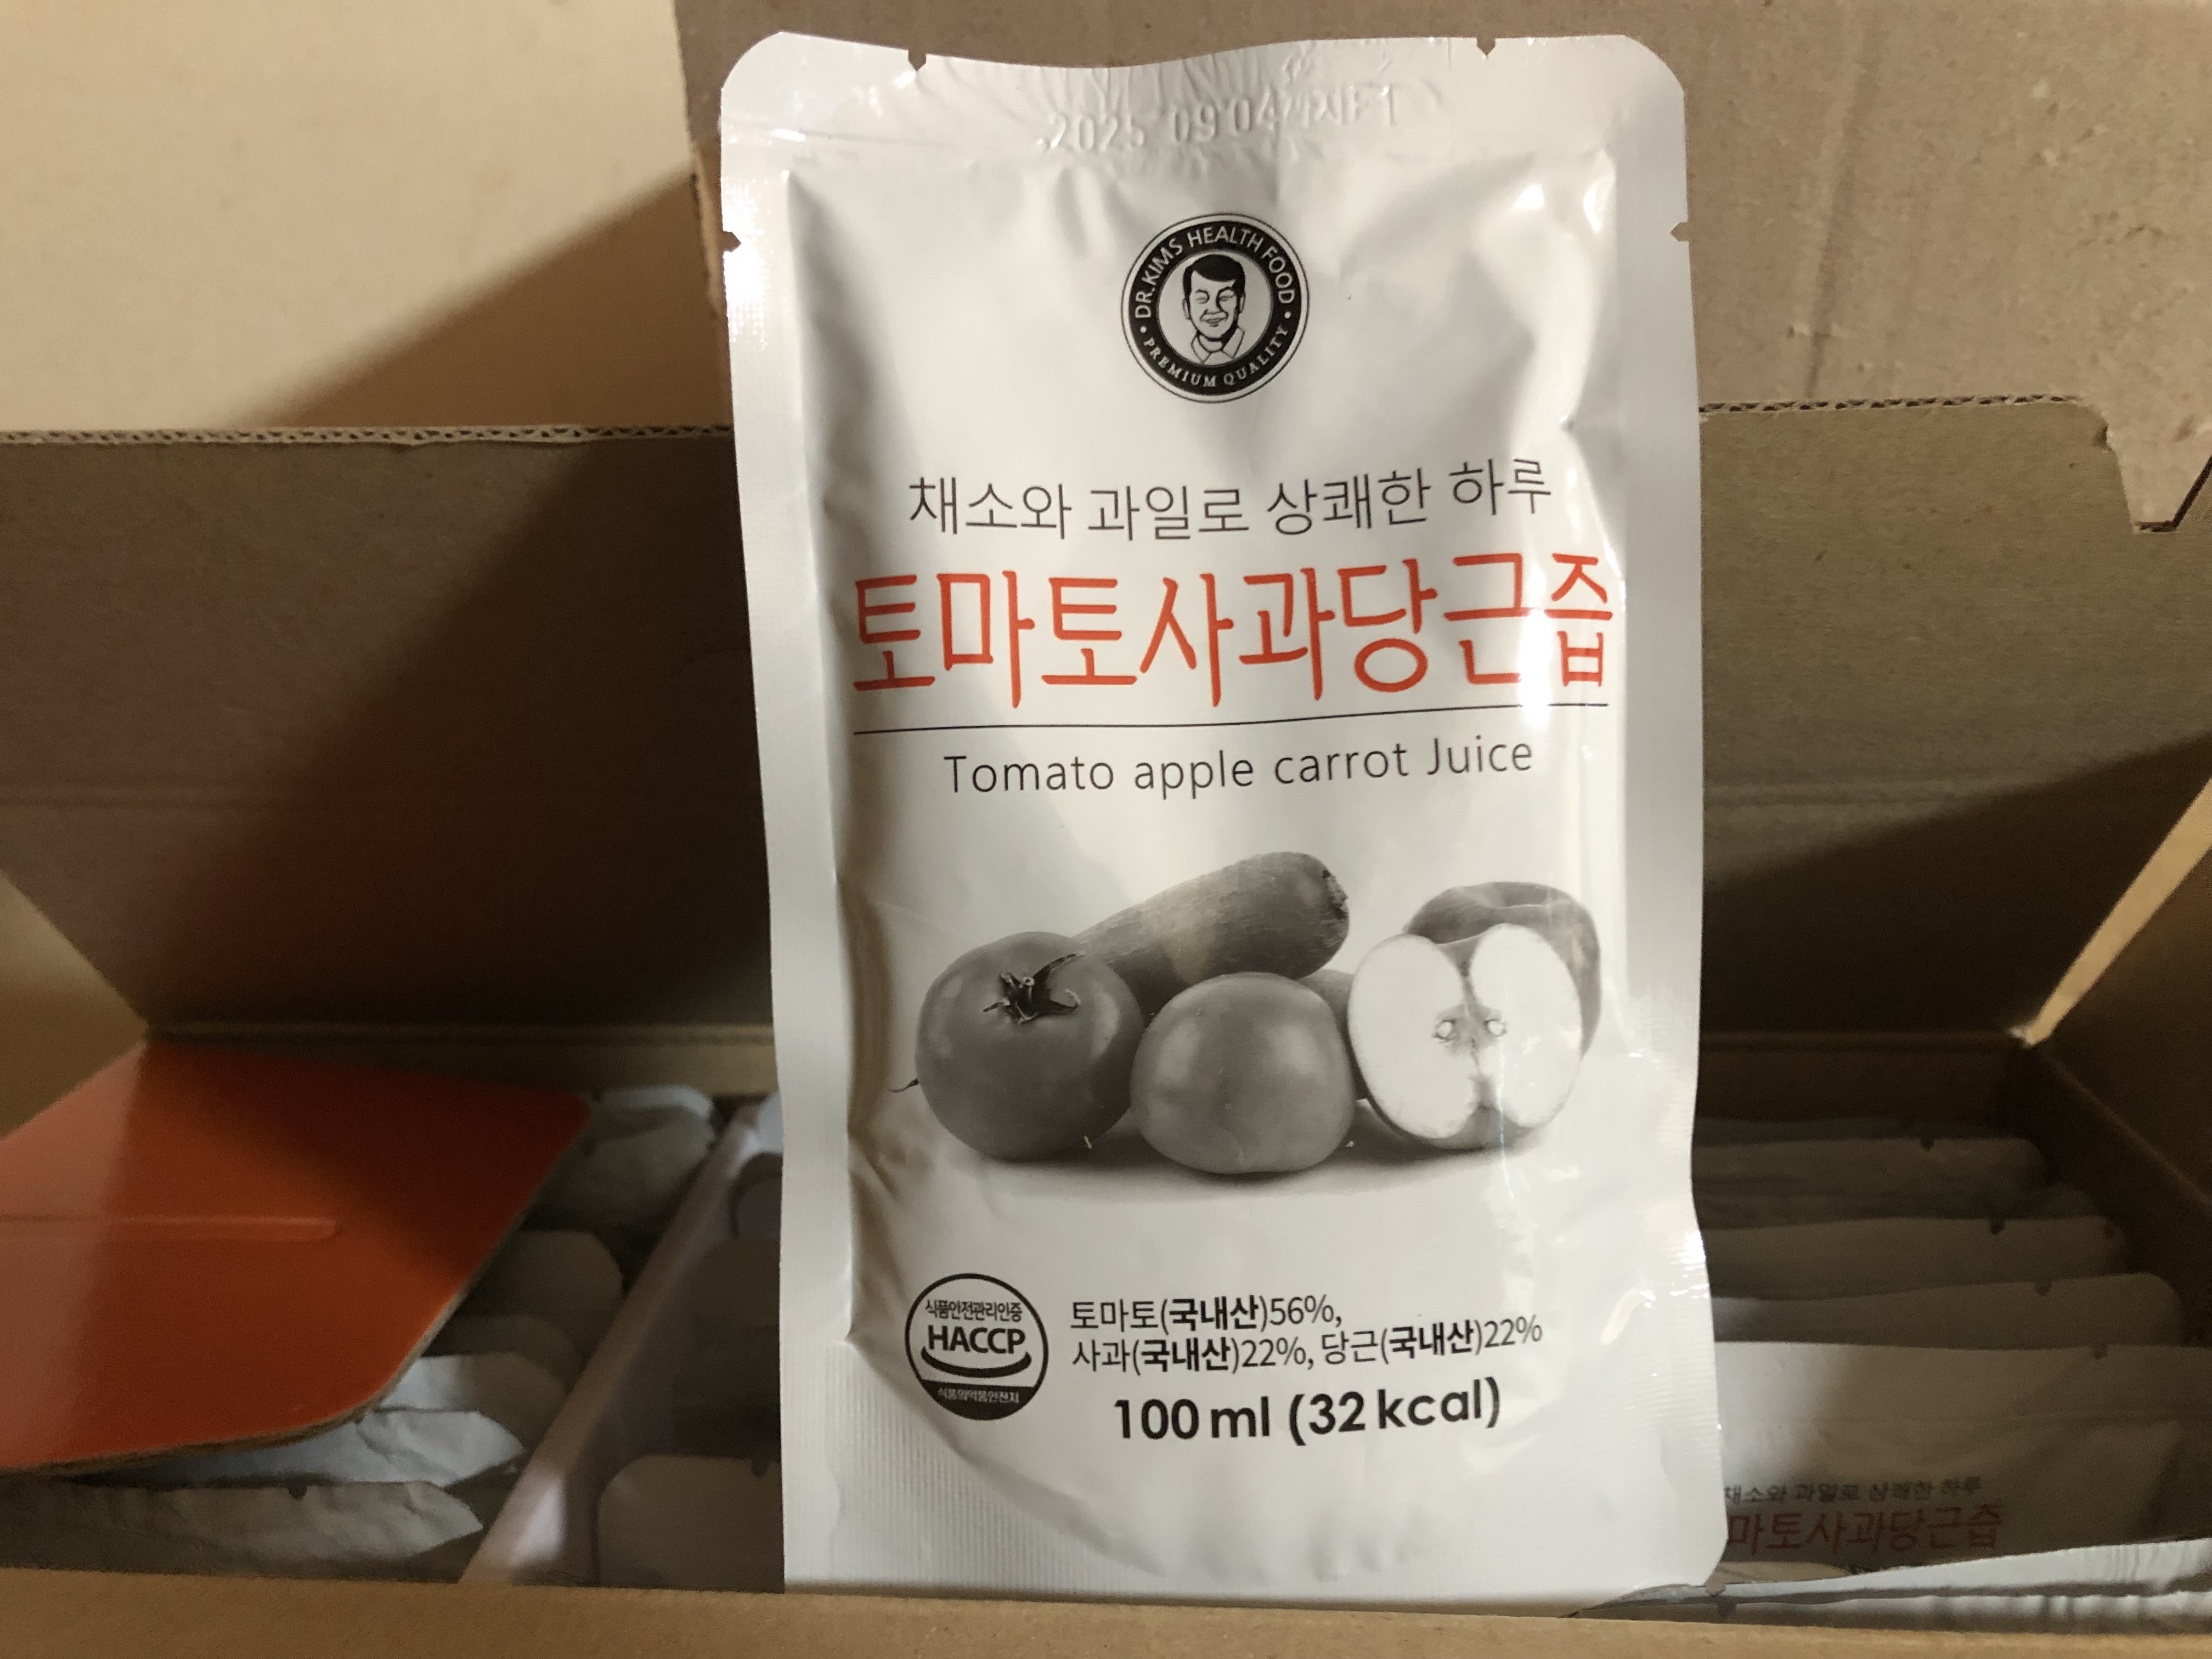 2025 09 04 까지F1
DR.KIMS HEALTH FOOD
PREMIUM QUALITY
채소와 과일로 상쾌한 하루
토마토사과당근즙
Tomato apple carrot Juice
식품안전관리인증
HACCP
식품의약품안전처
토마토(국내산)56%,
사과(국내산)22%, 당근(국내산)22%
100 ml (32 kcal)
채소와 과일로 상쾌한 하루
마토사과당근즙